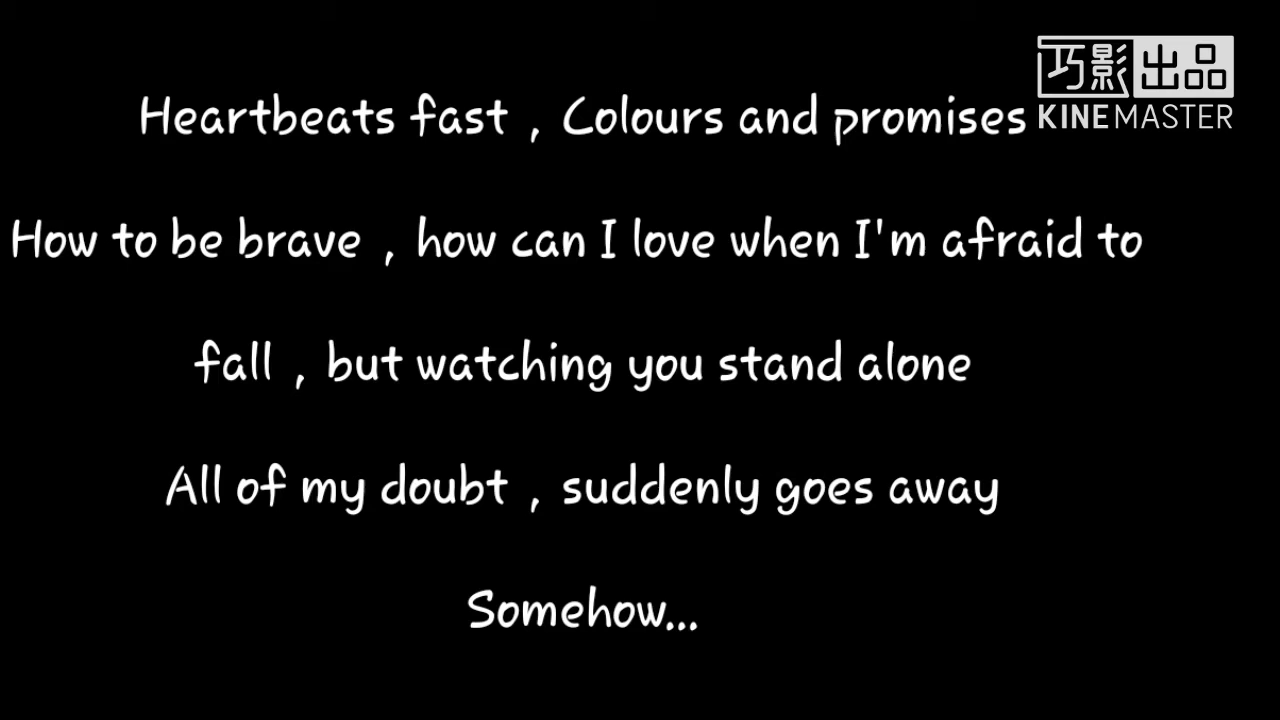 巧影出品
KINEMASTER
Heartbeats fast , Colours and promises
How to be brave , how can I love when I'm afraid to
fall , but watching you stand alone
All of my doubt , suddenly goes away
Somehow...